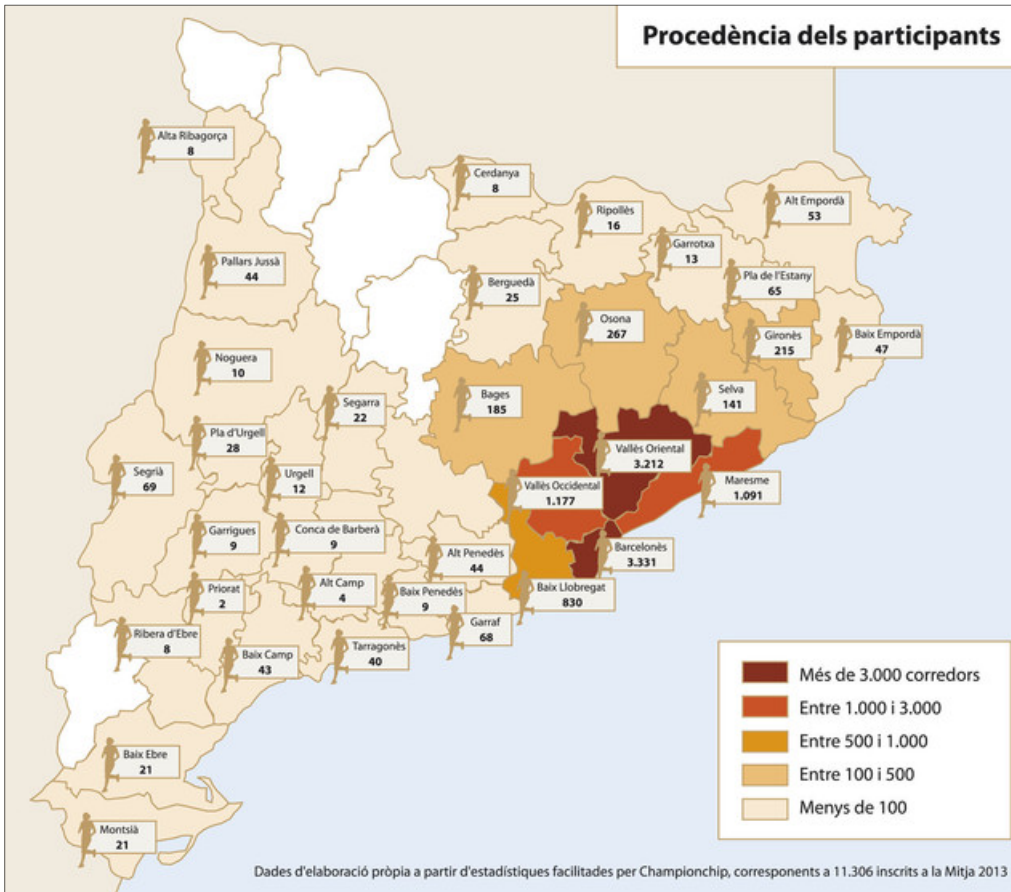 Procedència dels participants
Alta Ribagorça
8
Cerdanya
8
Ripollès
16
Alt Empordà
53
Garrotxa
13
Pallars Jussà
44
Pla de l'Estany
65
Berguedà
25
Osona
267
Gironès
215
Baix Empordà
47
Noguera
10
Bages
185
Selva
141
Segarra
22
Pla d'Urgell
28
Vallès Oriental
3.212
Segrià
69
Urgell
12
Vallès Occidental
1.177
Maresme
1.091
Garrigues
9
Conca de Barberà
9
Alt Penedès
44
Barcelonès
3.331
Priorat
2
Alt Camp
4
Baix Penedès
9
Baix Llobregat
830
Ribera d'Ebre
8
Garraf
68
Baix Camp
43
Tarragonès
40
Més de 3.000 corredors
Entre 1.000 i 3.000
Entre 500 i 1.000
Entre 100 i 500
Menys de 100
Baix Ebre
21
Montsià
21
Dades d'elaboració pròpia a partir d'estadístiques facilitades per Championchip, corresponents a 11.306 inscrits a la Mitja 2013